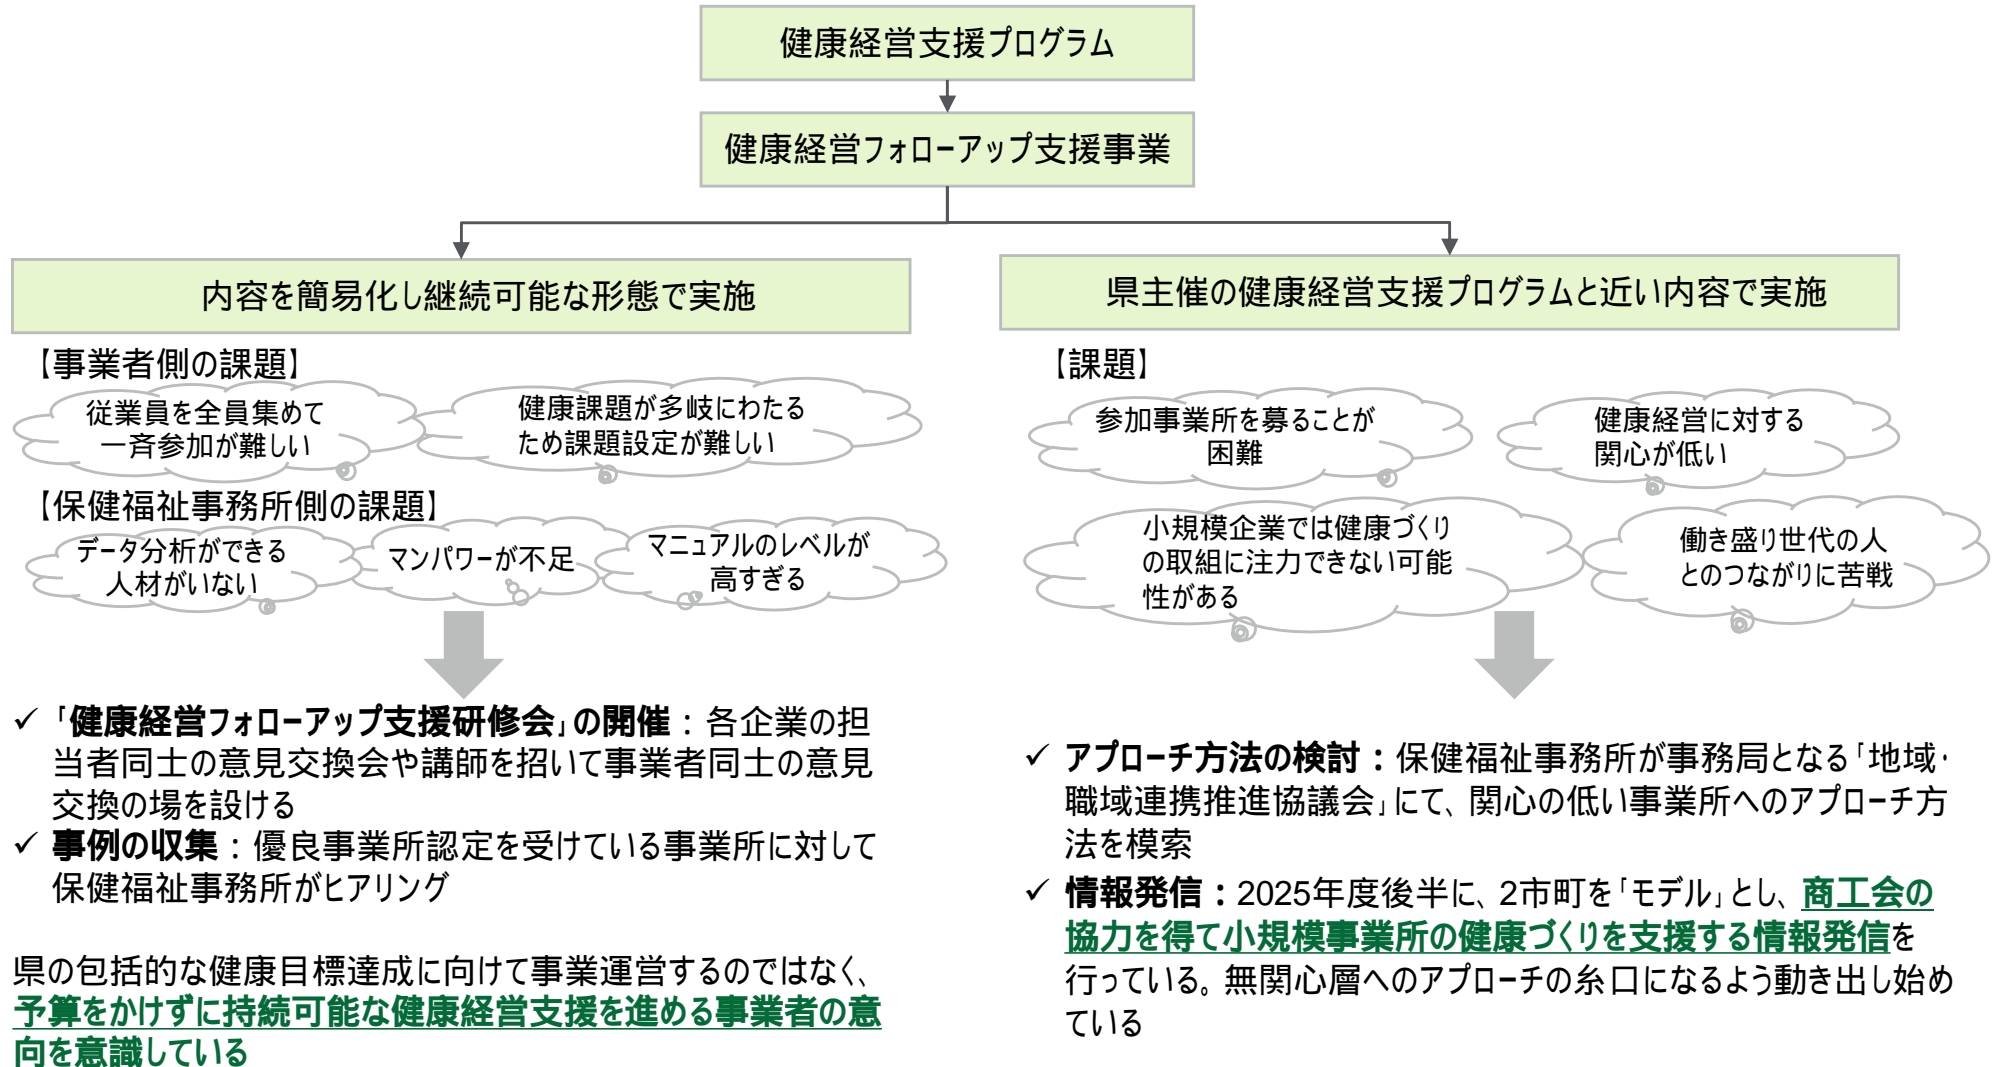 健康経営支援プログラム
健康経営フォローアップ支援事業
内容を簡易化し継続可能な形態で実施
【事業者側の課題】
従業員を全員集めて
一斉参加が難しい
健康課題が多岐にわたる
ため課題設定が難しい
【保健福祉事務所側の課題】
データ分析ができる
人材がいない
マンパワーが不足
マニュアルのレベルが
高すぎる
✓ 「健康経営フォローアップ支援研修会」の開催：各企業の担
当者同士の意見交換会や講師を招いて事業者同士の意見
交換の場を設ける
✓ 事例の収集：優良事業所認定を受けている事業所に対して
保健福祉事務所がヒアリング
県の包括的な健康目標達成に向けて事業運営するのではなく、
予算をかけずに持続可能な健康経営支援を進める事業者の意
向を意識している
県主催の健康経営支援プログラムと近い内容で実施
【課題】
参加事業所を募ることが
困難
健康経営に対する
関心が低い
小規模企業では健康づくり
の取組に注力できない可能
性がある
働き盛り世代の人
とのつながりに苦戦
✓ アプローチ方法の検討：保健福祉事務所が事務局となる「地域・
職域連携推進協議会」にて、関心の低い事業所へのアプローチ方
法を模索
✓ 情報発信：2025年度後半に、2市町を「モデル」とし、商工会の
協力を得て小規模事業所の健康づくりを支援する情報発信を
行っている。無関心層へのアプローチの糸口になるよう動き出し始め
ている